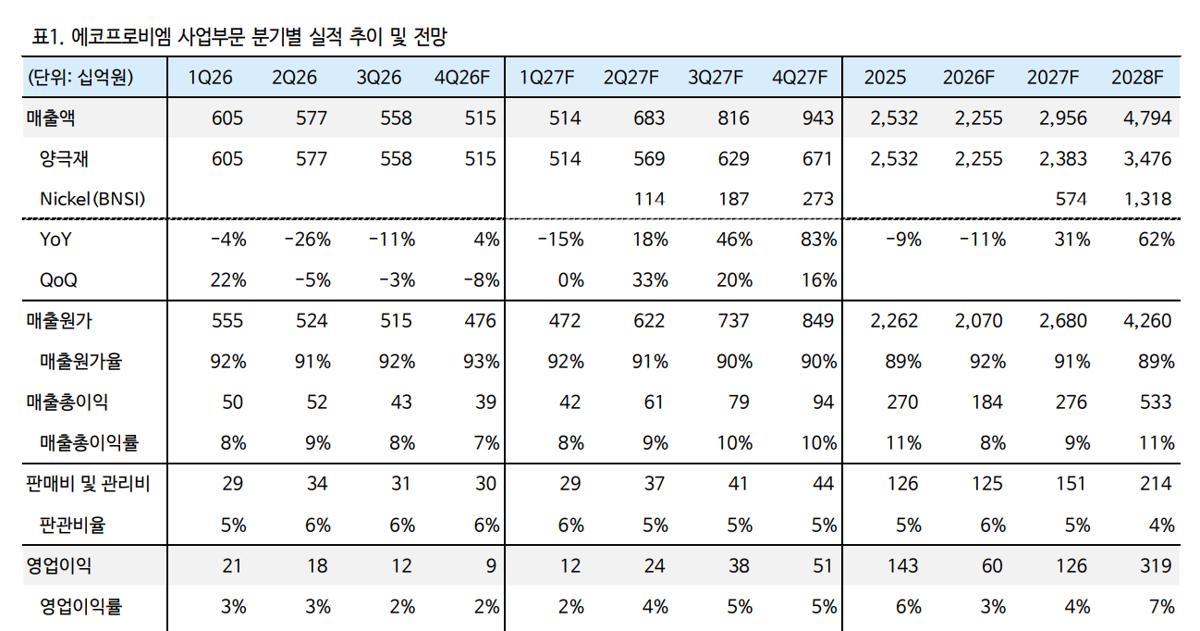 표1. 에코프로비엠 사업부문 분기별 실적 추이 및 전망
(단위: 십억원) 1Q26 2Q26 3Q26 4Q26F 1Q27F 2Q27F 3Q27F 4Q27F 2025 2026F 2027F 2028F
매출액 605 577 558 515 514 683 816 943 2,532 2,255 2,956 4,794
양극재 605 577 558 515 514 569 629 671 2,532 2,255 2,383 3,476
Nickel(BNSI) 114 187 273 574 1,318
YoY -4% -26% -11% 4% -15% 18% 46% 83% -9% -11% 31% 62%
QoQ 22% -5% -3% -8% 0% 33% 20% 16%
매출원가 555 524 515 476 472 622 737 849 2,262 2,070 2,680 4,260
매출원가율 92% 91% 92% 93% 92% 91% 90% 90% 89% 92% 91% 89%
매출총이익 50 52 43 39 42 61 79 94 270 184 276 533
매출총이익률 8% 9% 8% 7% 8% 9% 10% 10% 11% 8% 9% 11%
판매비 및 관리비 29 34 31 30 29 37 41 44 126 125 151 214
판관비율 5% 6% 6% 6% 6% 5% 5% 5% 5% 6% 5% 4%
영업이익 21 18 12 9 12 24 38 51 143 60 126 319
영업이익률 3% 3% 2% 2% 2% 4% 5% 5% 6% 3% 4% 7%